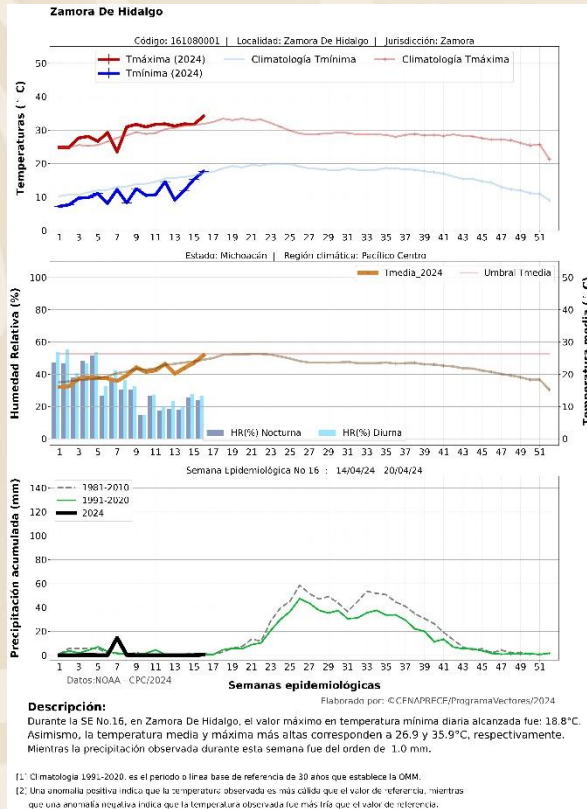 Zamora De Hidalgo
Código: 161080001 | Localidad: Zamora De Hidalgo | Jurisdicción: Zamora
Tmáxima (2024)
Tmínima (2024)
Climatología Tmínima
Climatología Tmáxima
Temperaturas (° C)
50
40
30
20
10
0
1 3 5 7 9 11 13 15 17 19 21 23 25 27 29 31 33 35 37 39 41 43 45 47 49 51
Estado: Michoacán | Región climática: Pacífico Centro
Tmedia_2024
Umbral Tmedia
Humedad Relativa (%)
100
80
60
40
20
0
Temperatura media (° C)
50
40
30
20
10
0
HR(%) Nocturna
HR(%) Diurna
1 3 5 7 9 11 13 15 17 19 21 23 25 27 29 31 33 35 37 39 41 43 45 47 49 51
Semana Epidemiológica No 16 : 14/04/24 20/04/24
1981-2010
1991-2020
2024
Precipitación acumulada (mm)
140
120
100
80
60
40
20
0
1 3 5 7 9 11 13 15 17 19 21 23 25 27 29 31 33 35 37 39 41 43 45 47 49 51
Datos:NOAA - CPC/2024
Semanas epidemiológicas
Elaborado por: ©CENAPRECE/ProgramaVectores/2024
Descripción:
Durante la SE No.16, en Zamora De Hidalgo, el valor máximo en temperatura mínima diaria alcanzada fue: 18.8°C.
Asimismo, la temperatura media y máxima más altas corresponden a 26.9 y 35.9°C, respectivamente.
Mientras la precipitación observada durante esta semana fue del orden de 1.0 mm.
[1] Climatologia 1991-2020, es el periodo o linea base de referencia de 30 años que establece la OMM.
[2] Una anomalía positiva indica que la temperatura observada es más cálida que el valor de referencia, mientras
que una anomalía negativa indica que la temperatura observada fue más fría que el valor de referencia.